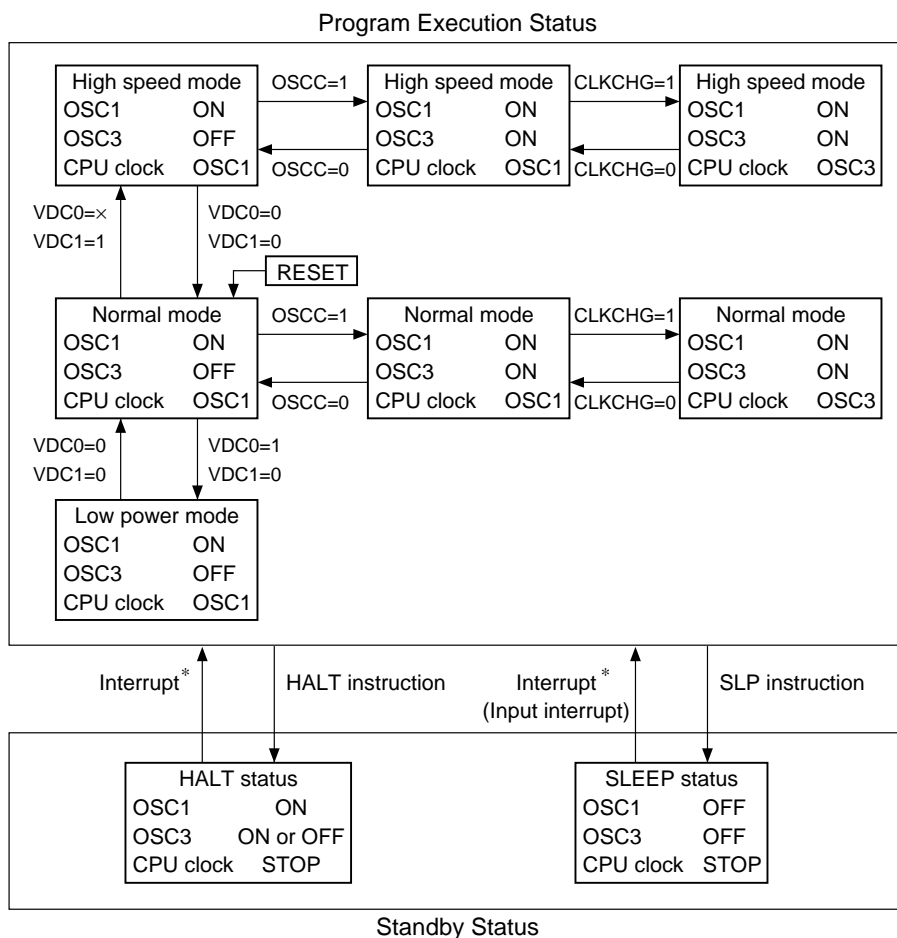 Program Execution Status
High speed mode
OSC1 ON
OSC3 OFF
CPU clock OSC1
OSCC=1
OSCC=0
High speed mode
OSC1 ON
OSC3 ON
CPU clock OSC1
CLKCHG=1
CLKCHG=0
High speed mode
OSC1 ON
OSC3 ON
CPU clock OSC3
VDC0=×
VDC1=1
VDC0=0
VDC1=0
RESET
Normal mode
OSC1 ON
OSC3 OFF
CPU clock OSC1
OSCC=1
OSCC=0
Normal mode
OSC1 ON
OSC3 ON
CPU clock OSC1
CLKCHG=1
CLKCHG=0
Normal mode
OSC1 ON
OSC3 ON
CPU clock OSC3
VDC0=0
VDC1=0
VDC0=1
VDC1=0
Low power mode
OSC1 ON
OSC3 OFF
CPU clock OSC1
Interrupt*
HALT instruction
Interrupt*
(Input interrupt)
SLP instruction
HALT status
OSC1 ON
OSC3 ON or OFF
CPU clock STOP
SLEEP status
OSC1 OFF
OSC3 OFF
CPU clock STOP
Standby Status